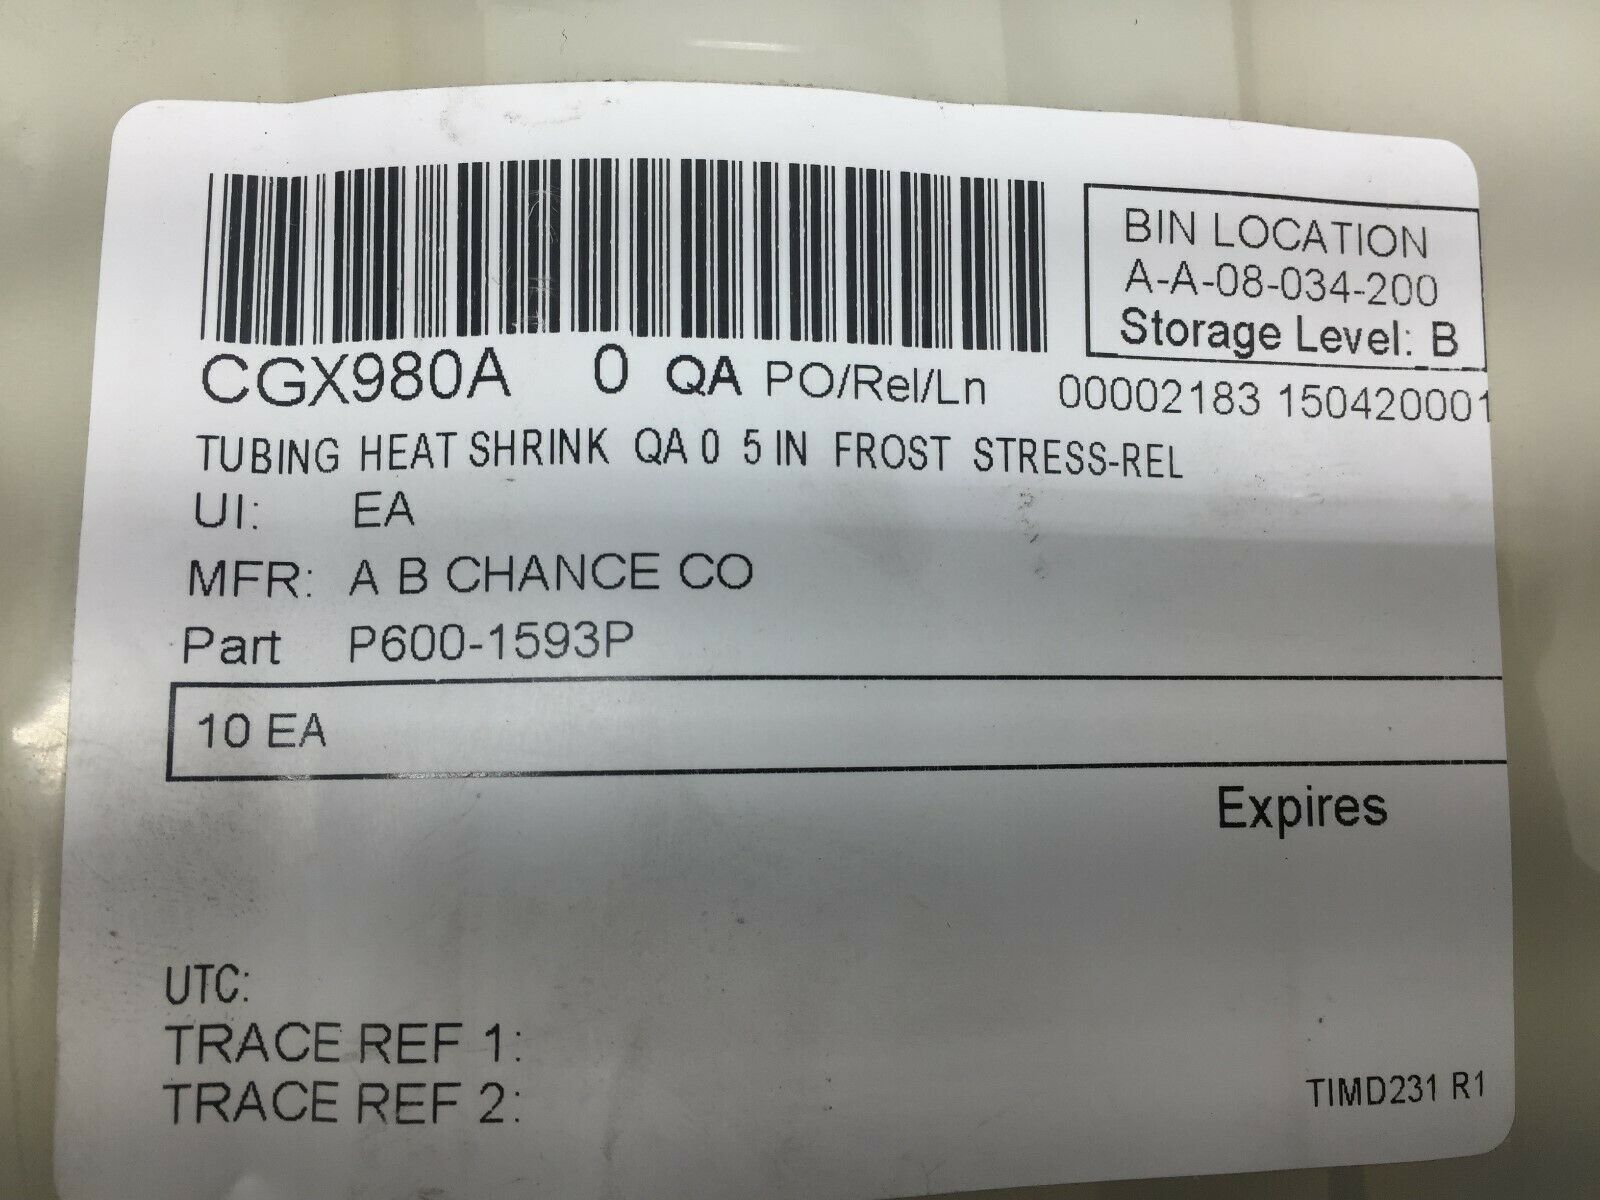 BIN LOCATION
A-A-08-034-200
Storage Level: B
CGX980A 0 QA PO/Rel/Ln 00002183 150420001
TUBING HEAT SHRINK QA 0 5 IN FROST STRESS-REL
UI: EA
MFR: A B CHANCE CO
Part P600-1593P
10 EA
Expires
UTC:
TRACE REF 1:
TRACE REF 2:
TIMD231 R1